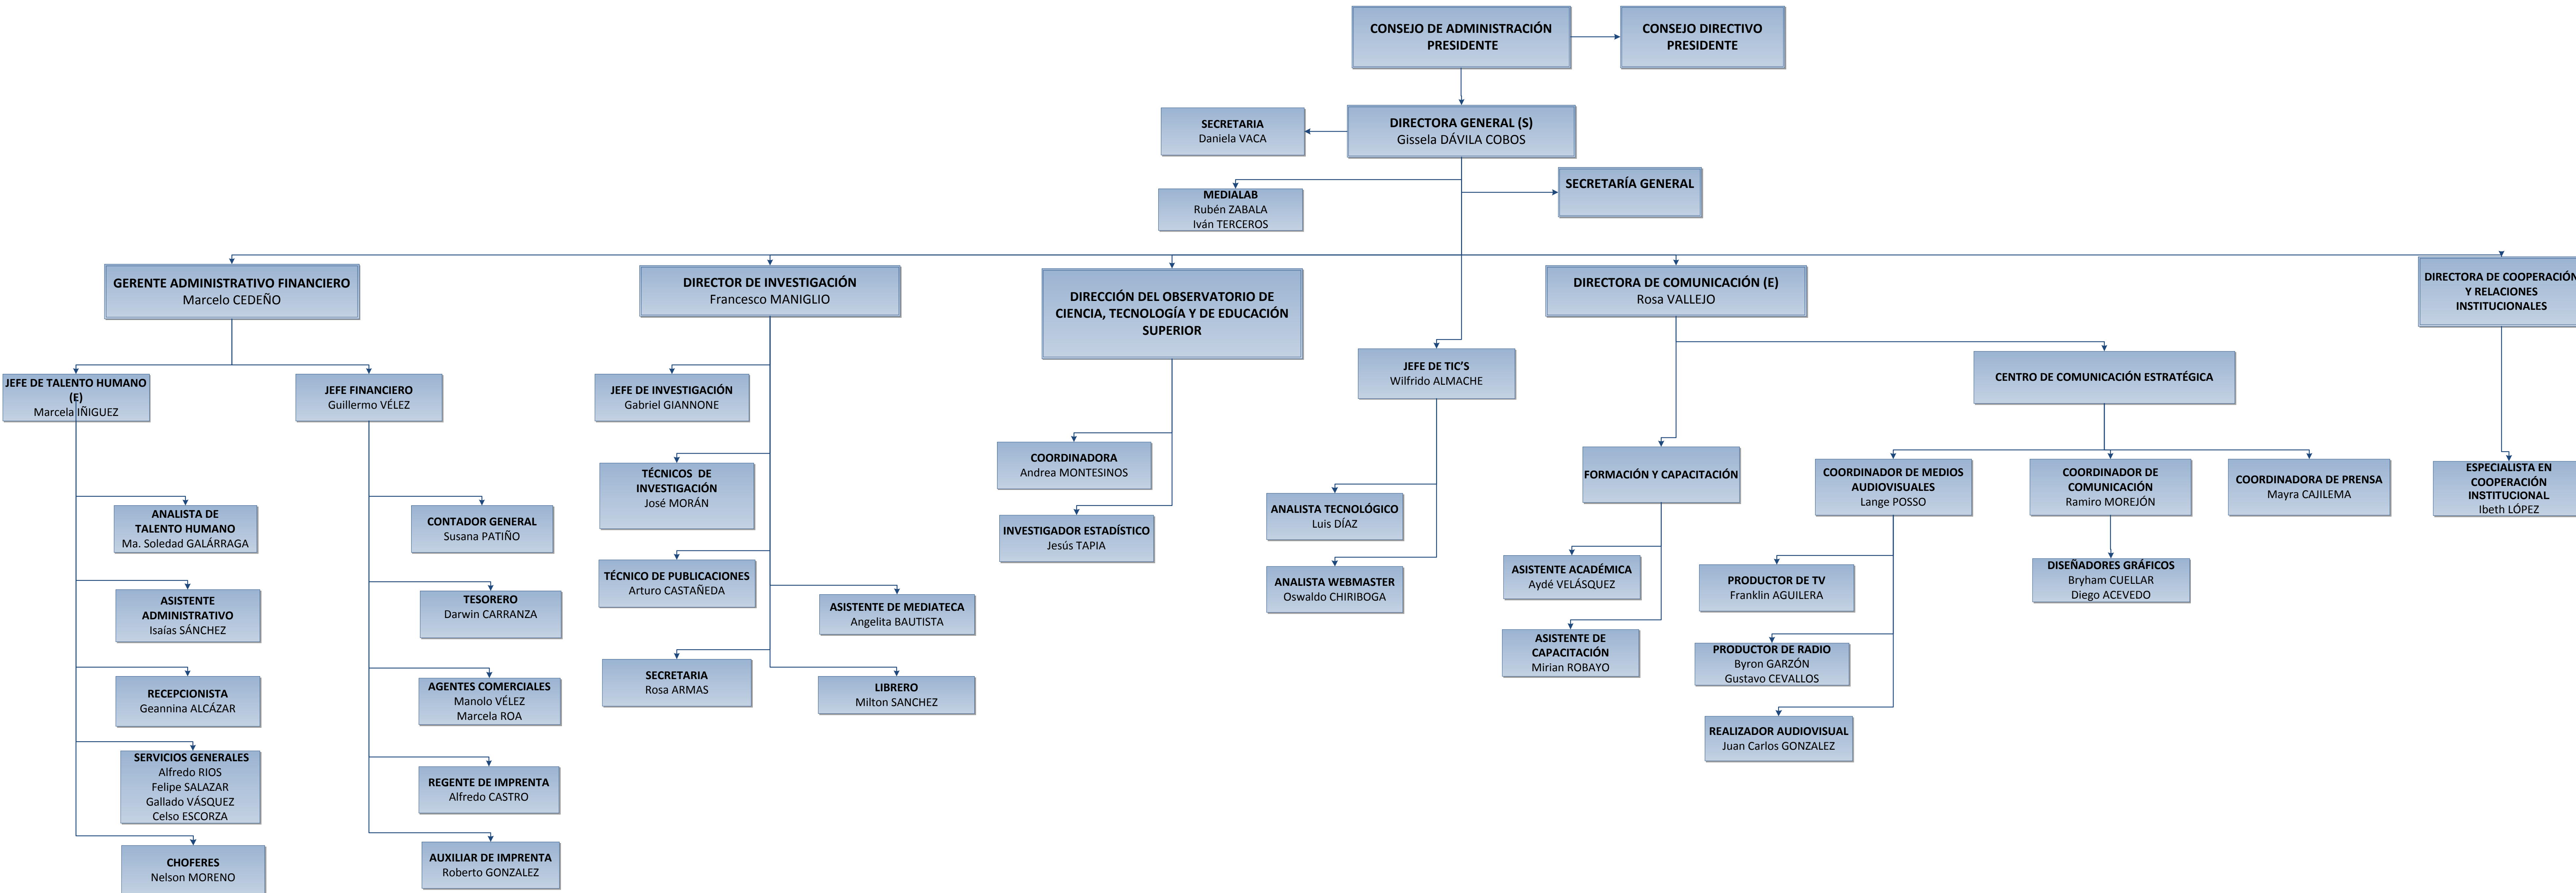 CONSEJO DE ADMINISTRACIÓN
PRESIDENTE
CONSEJO DIRECTIVO
PRESIDENTE
SECRETARIA
Daniela VACA
DIRECTORA GENERAL (S)
Gissela DÁVILA COBOS
MEDIALAB
Rubén ZABALA
Iván TERCEROS
SECRETARÍA GENERAL
GERENTE ADMINISTRATIVO FINANCIERO
Marcelo CEDEÑO
DIRECTOR DE INVESTIGACIÓN
Francesco MANIGLIO
DIRECCIÓN DEL OBSERVATORIO DE
CIENCIA, TECNOLOGÍA Y DE EDUCACIÓN
SUPERIOR
DIRECTORA DE COMUNICACIÓN (E)
Rosa VALLEJO
DIRECTORA DE COOPERACIÓN
Y RELACIONES
INSTITUCIONALES
JEFE DE TALENTO HUMANO
(E)
Marcela IÑIGUEZ
JEFE FINANCIERO
Guillermo VÉLEZ
JEFE DE INVESTIGACIÓN
Gabriel GIANNONE
JEFE DE TIC’S
Wilfrido ALMACHE
CENTRO DE COMUNICACIÓN ESTRATÉGICA
TÉCNICOS DE
INVESTIGACIÓN
José MORÁN
COORDINADORA
Andrea MONTESINOS
FORMACIÓN Y CAPACITACIÓN
COORDINADOR DE MEDIOS
AUDIOVISUALES
Lange POSSO
COORDINADOR DE
COMUNICACIÓN
Ramiro MOREJÓN
COORDINADORA DE PRENSA
Mayra CAJILEMA
ESPECIALISTA EN
COOPERACIÓN
INSTITUCIONAL
Ibeth LÓPEZ
ANALISTA DE
TALENTO HUMANO
Ma. Soledad GALÁRRAGA
CONTADOR GENERAL
Susana PATIÑO
INVESTIGADOR ESTADÍSTICO
Jesús TAPIA
ANALISTA TECNOLÓGICO
Luis DÍAZ
TÉCNICO DE PUBLICACIONES
Arturo CASTAÑEDA
ANALISTA WEBMASTER
Oswaldo CHIRIBOGA
ASISTENTE ACADÉMICA
Aydé VELÁSQUEZ
PRODUCTOR DE TV
Franklin AGUILERA
DISEÑADORES GRÁFICOS
Bryham CUELLAR
Diego ACEVEDO
ASISTENTE
ADMINISTRATIVO
Isaías SÁNCHEZ
TESORERO
Darwin CARRANZA
ASISTENTE DE MEDIATECA
Angelita BAUTISTA
ASISTENTE DE
CAPACITACIÓN
Mirian ROBAYO
PRODUCTOR DE RADIO
Byron GARZÓN
Gustavo CEVALLOS
RECEPCIONISTA
Geannina ALCÁZAR
AGENTES COMERCIALES
Manolo VÉLEZ
Marcela ROA
SECRETARIA
Rosa ARMAS
LIBRERO
Milton SANCHEZ
REALIZADOR AUDIOVISUAL
Juan Carlos GONZALEZ
SERVICIOS GENERALES
Alfredo RIOS
Felipe SALAZAR
Gallado VÁSQUEZ
Celso ESCORZA
REGENTE DE IMPRENTA
Alfredo CASTRO
CHOFERES
Nelson MORENO
AUXILIAR DE IMPRENTA
Roberto GONZALEZ